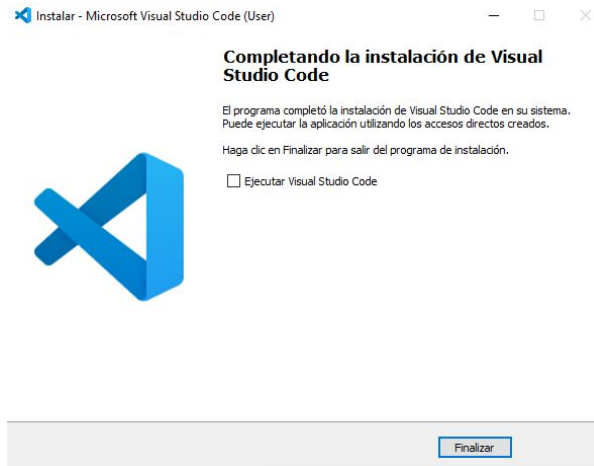 Instalar - Microsoft Visual Studio Code (User)
Completando la instalación de Visual
Studio Code
El programa completó la instalación de Visual Studio Code en su sistema.
Puede ejecutar la aplicación utilizando los accesos directos creados.
Haga clic en Finalizar para salir del programa de instalación.
Ejecutar Visual Studio Code
Finalizar